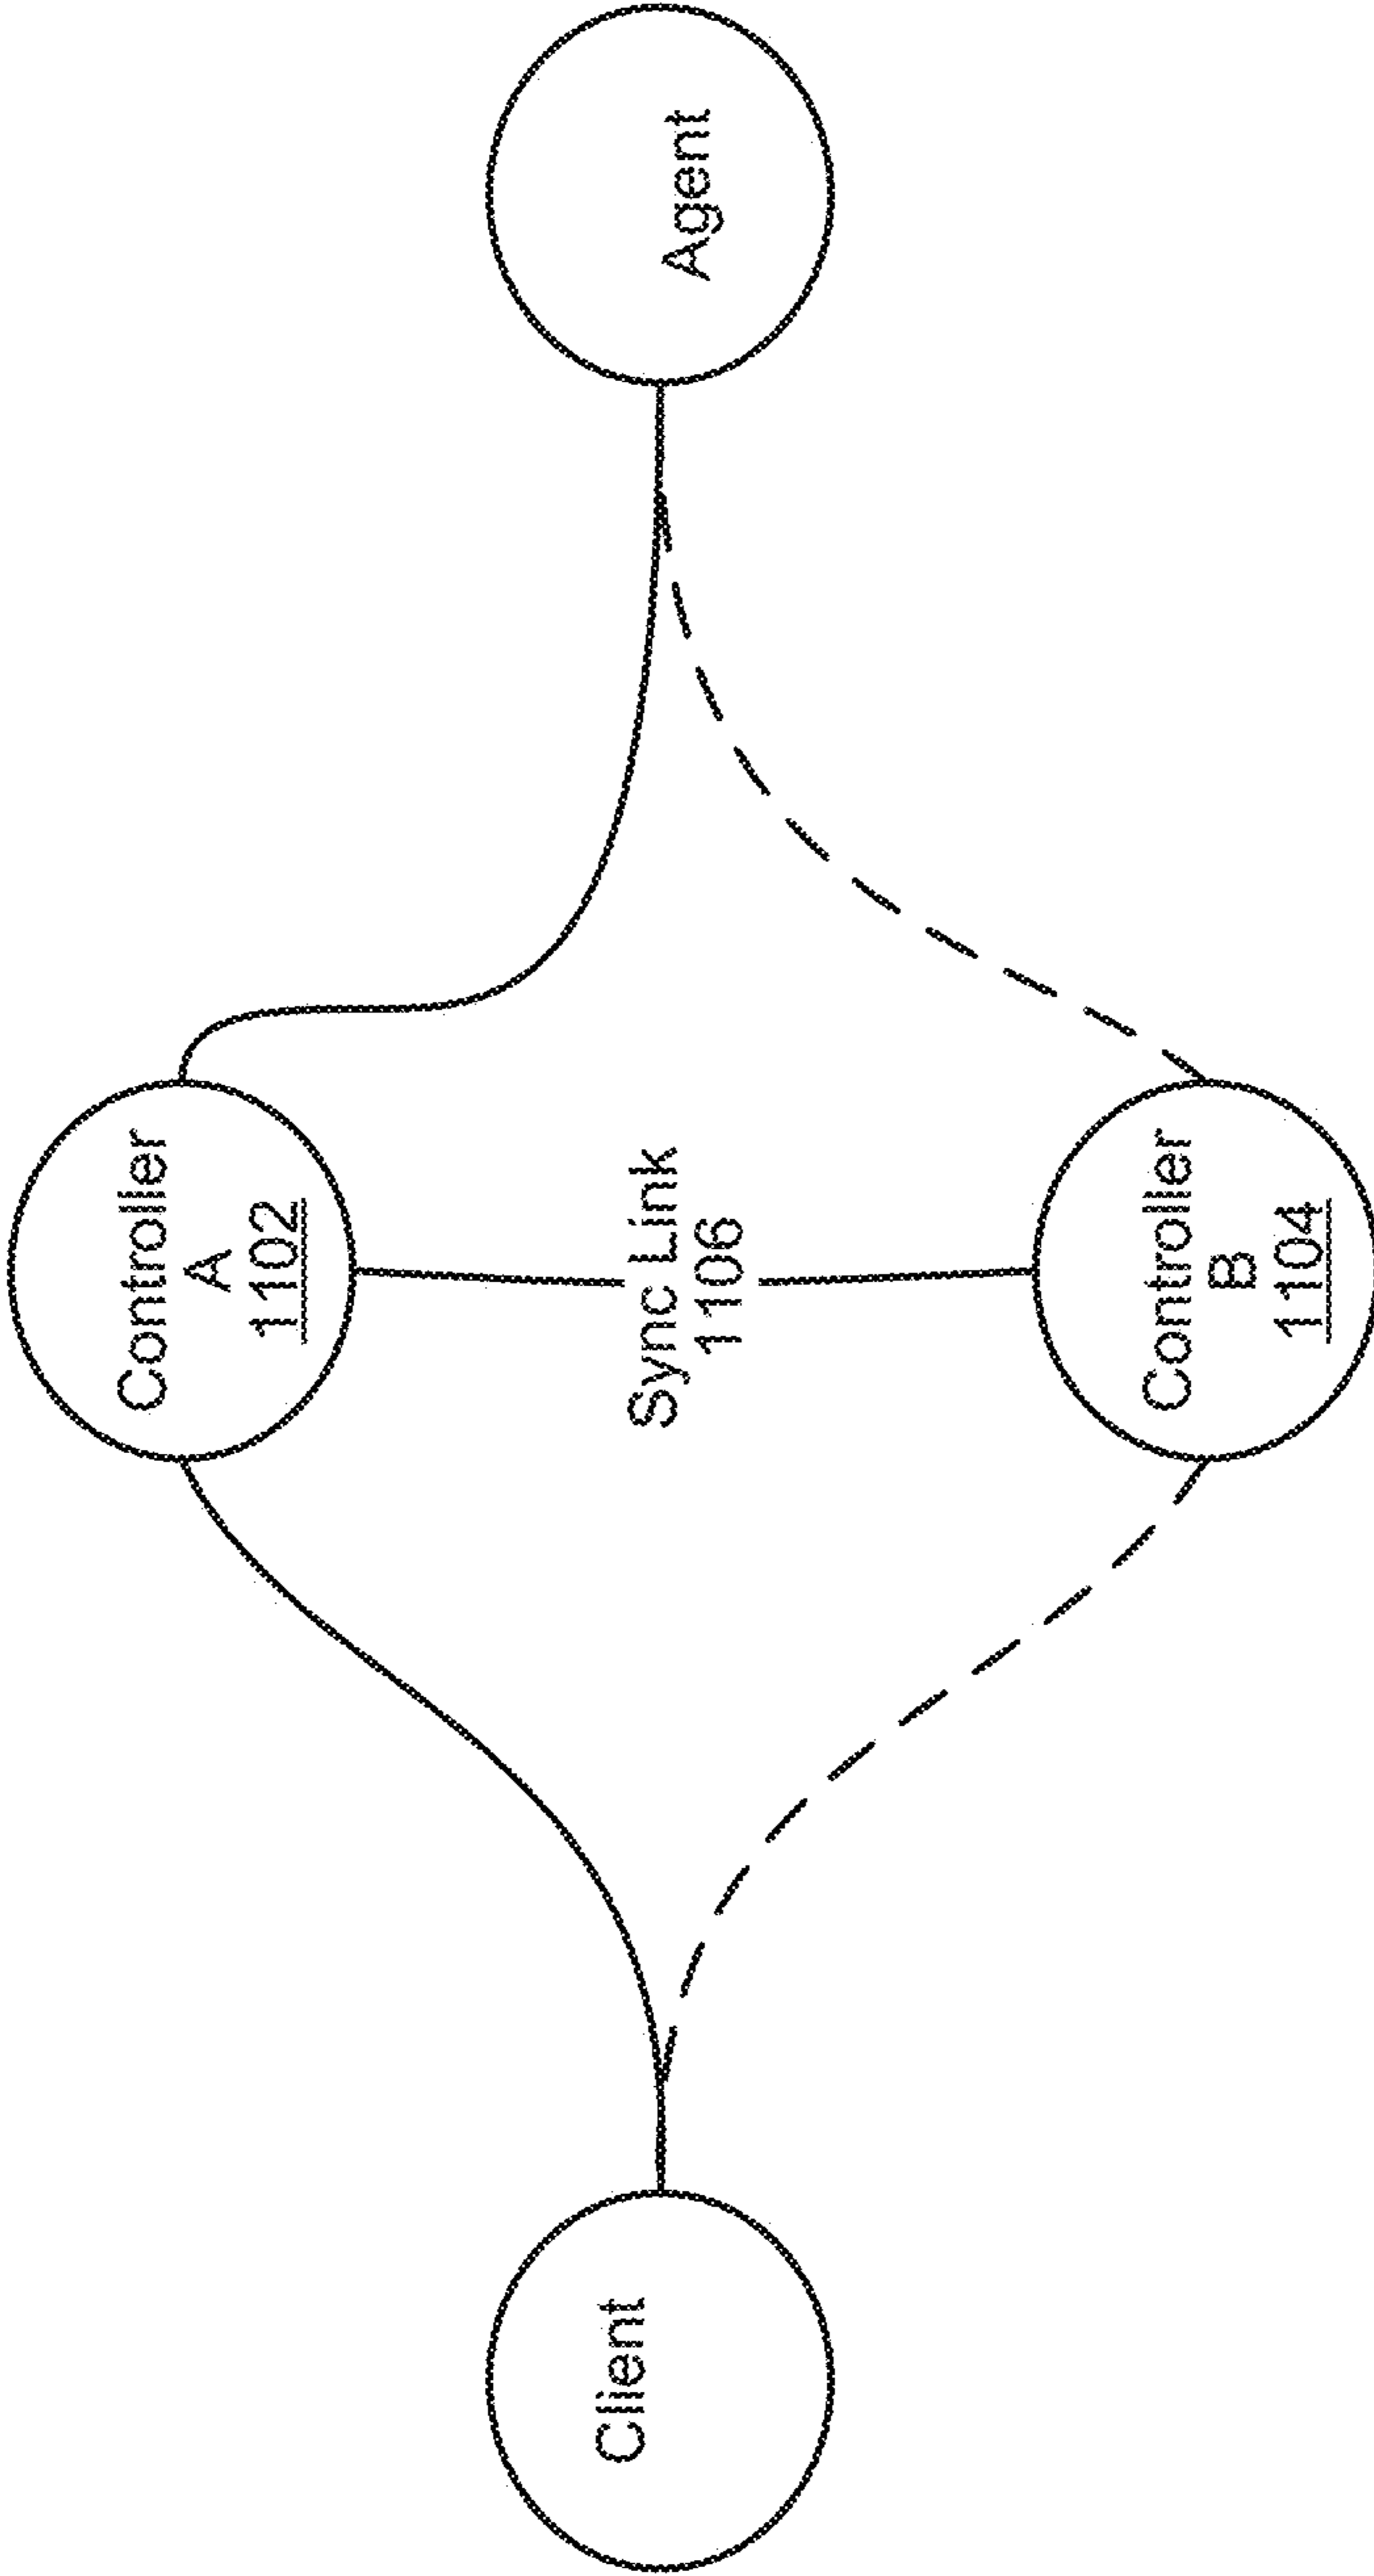 Controller
A
1102
Client
Sync Link
1106
Agent
Controller
B
1104